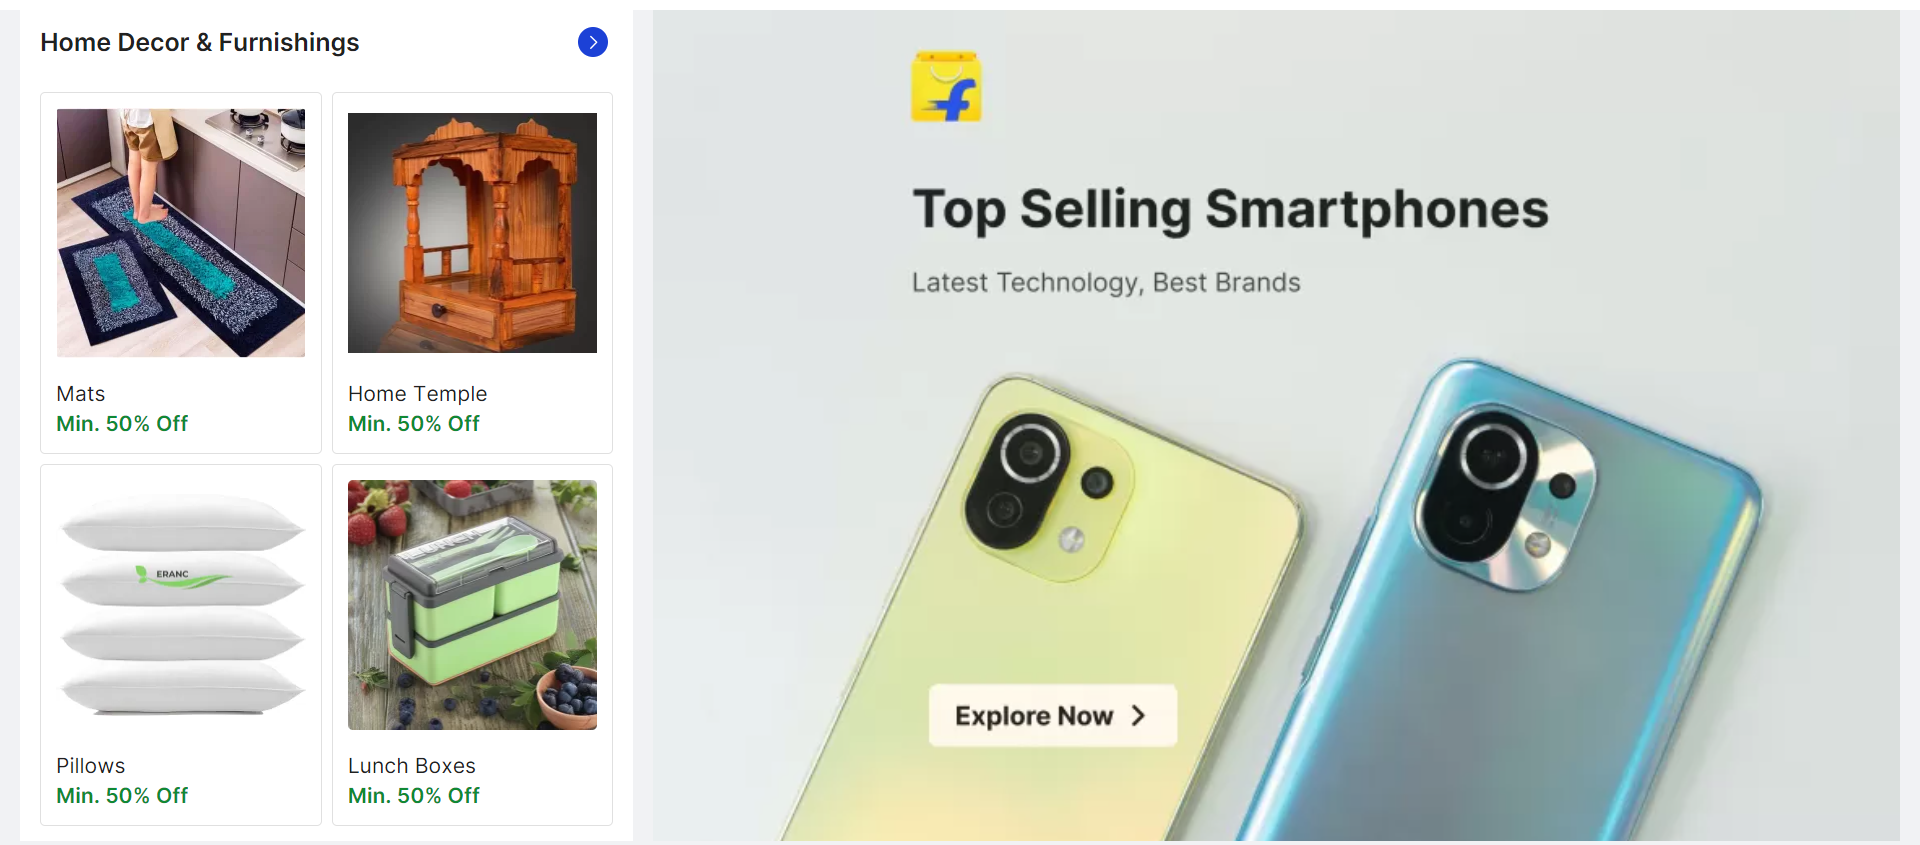 Home Decor & Furnishings
Mats
Min. 50% Off
Home Temple
Min. 50% Off
ERANC
Pillows
Min. 50% Off
LUNCH
Lunch Boxes
Min. 50% Off
f
Top Selling Smartphones
Latest Technology, Best Brands
Explore Now